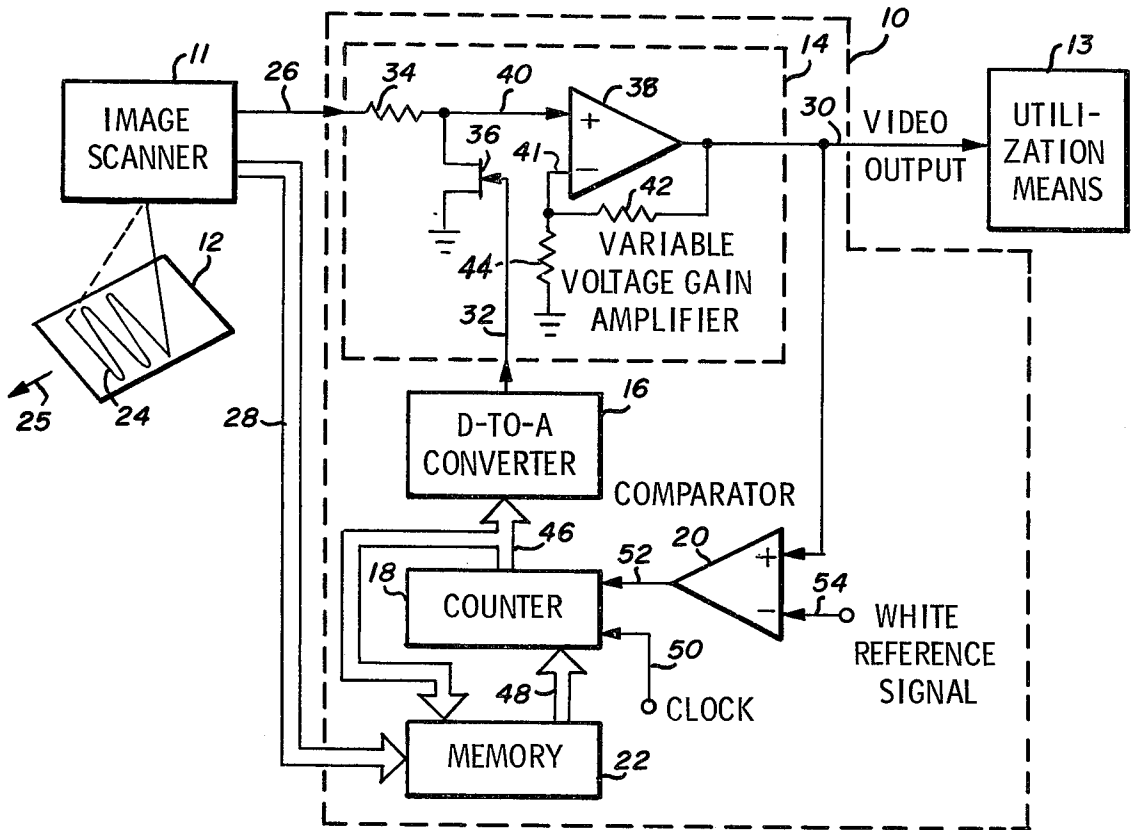 10
11
14
13
26
34
40
38
IMAGE
SCANNER
+
30
VIDEO
OUTPUT
UTILI-
ZATION
MEANS
36
41
−
42
12
44
VARIABLE
VOLTAGE GAIN
AMPLIFIER
32
24
25
28
16
D-TO-A
CONVERTER
COMPARATOR
46
20
+
18
COUNTER
52
−
54
WHITE
REFERENCE
SIGNAL
50
48
CLOCK
MEMORY
22